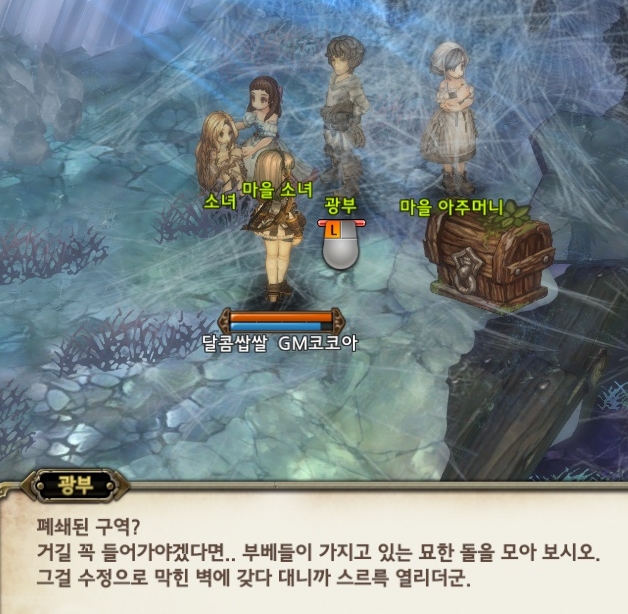 소녀
마을 소녀
광부
마을 아주머니
L
달콤쌉쌀 GM코코아
광부
폐쇄된 구역?
거길 꼭 들어가야겠다면.. 부베들이 가지고 있는 묘한 돌을 모아 보시오.
그걸 수정으로 막힌 벽에 갖다 대니까 스르륵 열리더군.